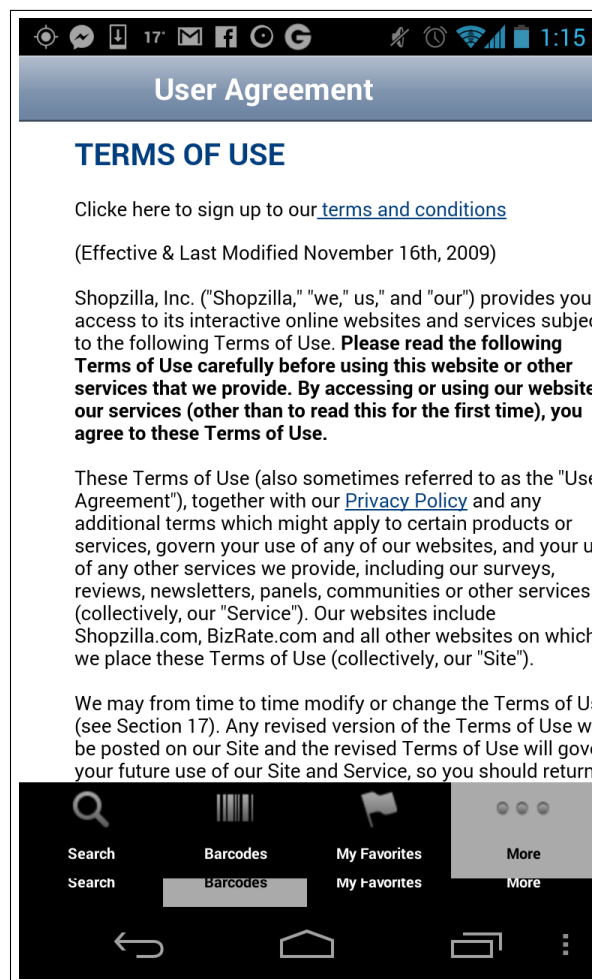 17°
1:15
User Agreement
TERMS OF USE
Clicke here to sign up to our terms and conditions
(Effective & Last Modified November 16th, 2009)
Shopzilla, Inc. ("Shopzilla," "we," us," and "our") provides you
access to its interactive online websites and services subjec
to the following Terms of Use. Please read the following
Terms of Use carefully before using this website or other
services that we provide. By accessing or using our website
our services (other than to read this for the first time), you
agree to these Terms of Use.
These Terms of Use (also sometimes referred to as the "Use
Agreement"), together with our Privacy Policy and any
additional terms which might apply to certain products or
services, govern your use of any of our websites, and your u
of any other services we provide, including our surveys,
reviews, newsletters, panels, communities or other services
(collectively, our "Service"). Our websites include
Shopzilla.com, BizRate.com and all other websites on which
we place these Terms of Use (collectively, our "Site").
We may from time to time modify or change the Terms of Us
(see Section 17). Any revised version of the Terms of Use w
be posted on our Site and the revised Terms of Use will gove
your future use of our Site and Service, so you should return
Search Barcodes My Favorites More
Search Barcodes My Favorites More